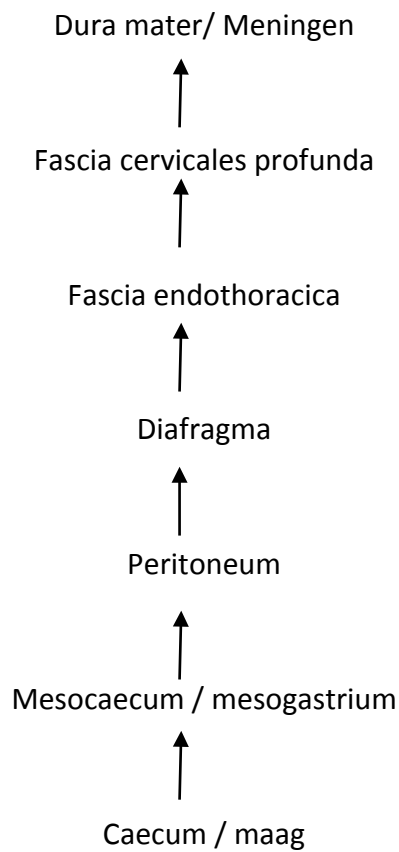 Dura mater/ Meningen
Fascia cervicales profunda
Fascia endothoracica
Diafragma
Peritoneum
Mesocaecum / mesogastrium
Caecum / maag